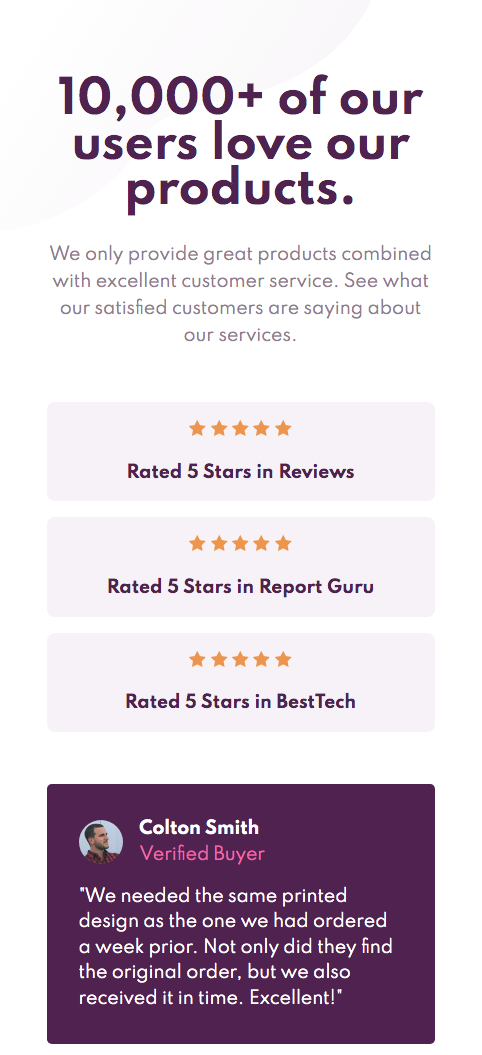 10,000+ of our
users love our
products.
We only provide great products combined
with excellent customer service. See what
our satisfied customers are saying about
our services.
Rated 5 Stars in Reviews
Rated 5 Stars in Report Guru
Rated 5 Stars in BestTech
Colton Smith
Verified Buyer
"We needed the same printed
design as the one we had ordered
a week prior. Not only did they find
the original order, but we also
received it in time. Excellent!"